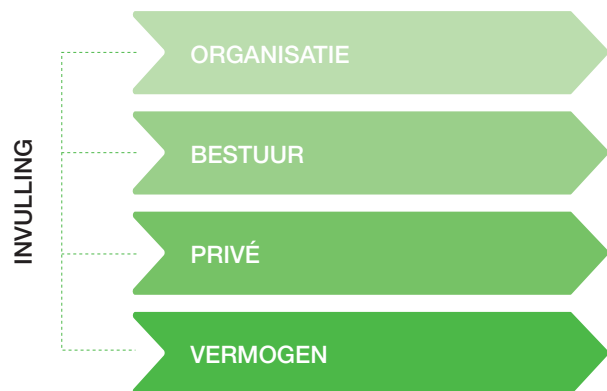 INVULLING
ORGANISATIE
BESTUUR
PRIVÉ
VERMOGEN